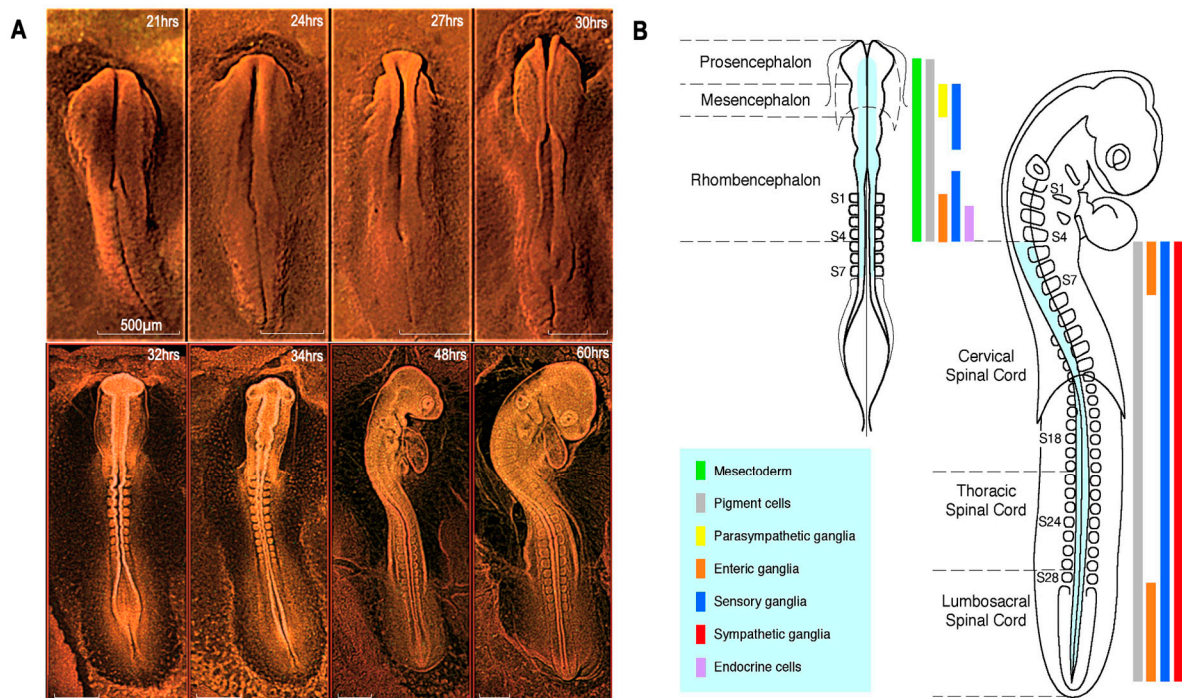 A
21hrs
24hrs
27hrs
30hrs
500µm
32hrs
34hrs
48hrs
60hrs
B
Prosencephalon
Mesencephalon
Rhombencephalon
S1
S4
S7
S1
S4
S7
Cervical
Spinal Cord
S18
Thoracic
Spinal Cord
S24
S28
Lumbosacral
Spinal Cord
Mesectoderm
Pigment cells
Parasympathetic ganglia
Enteric ganglia
Sensory ganglia
Sympathetic ganglia
Endocrine cells